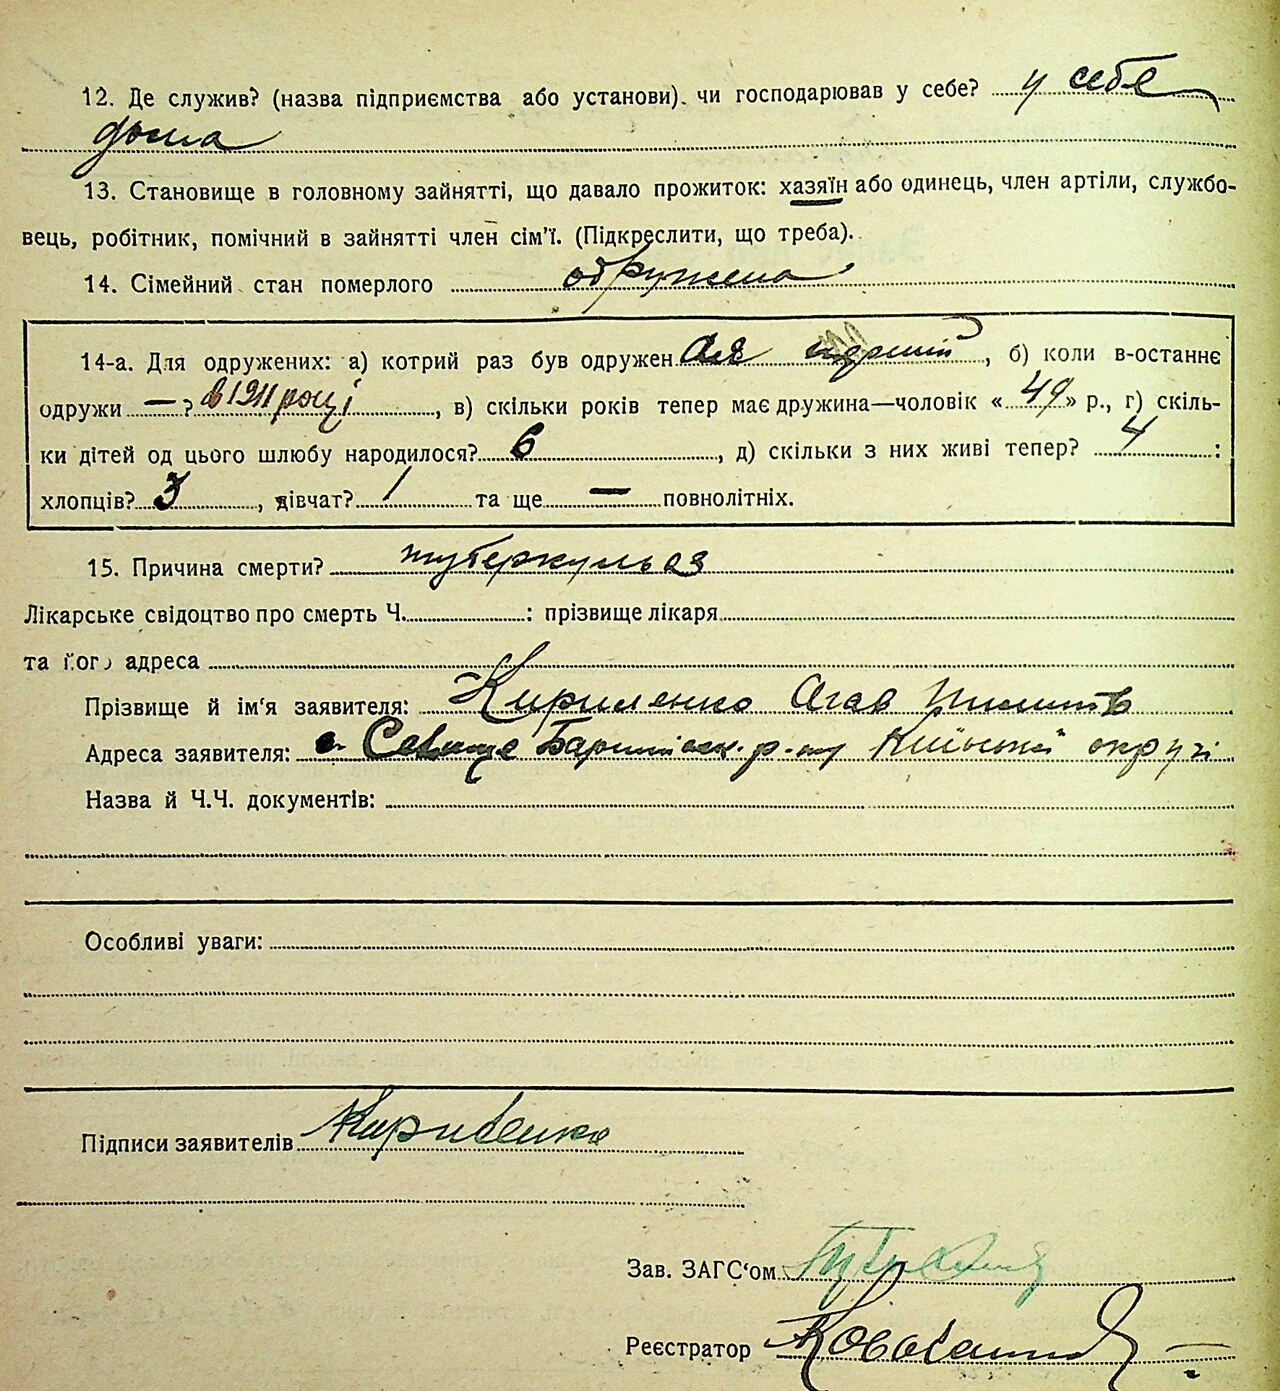 12. Де служив? (назва підприємства або установи). чи господарював у себе? у себе
дома
13. Становище в головному зайнятті, що давало прожиток: хазяїн або одинець, член артіли, службо-
вець, робітник, помічний в зайнятті член сім'ї. (Підкреслити, що треба).
14. Сімейний стан померлого одружена
14-а. Для одружених: а) котрий раз був одружен , б) коли в-останнє
одружи — ? в 1911 році, в) скільки років тепер має дружина—чоловік «49» р., г) скіль-
ки дітей од цього шлюбу народилося? 6, д) скільки з них живі тепер? 4:
хлопців? 3, дівчат? 1 та ще — повнолітніх.
15. Причина смерти? туберкульоз
Лікарське свідоцтво про смерть Ч. : прізвище лікаря
та його адреса
Прізвище й ім'я заявителя: Кириленко
Адреса заявителя: с. р-ну Київської округі
Назва й Ч.Ч. документів:
Особливі уваги:
Підписи заявителів Кириленко
Зав. ЗАГС'ом
Реєстратор